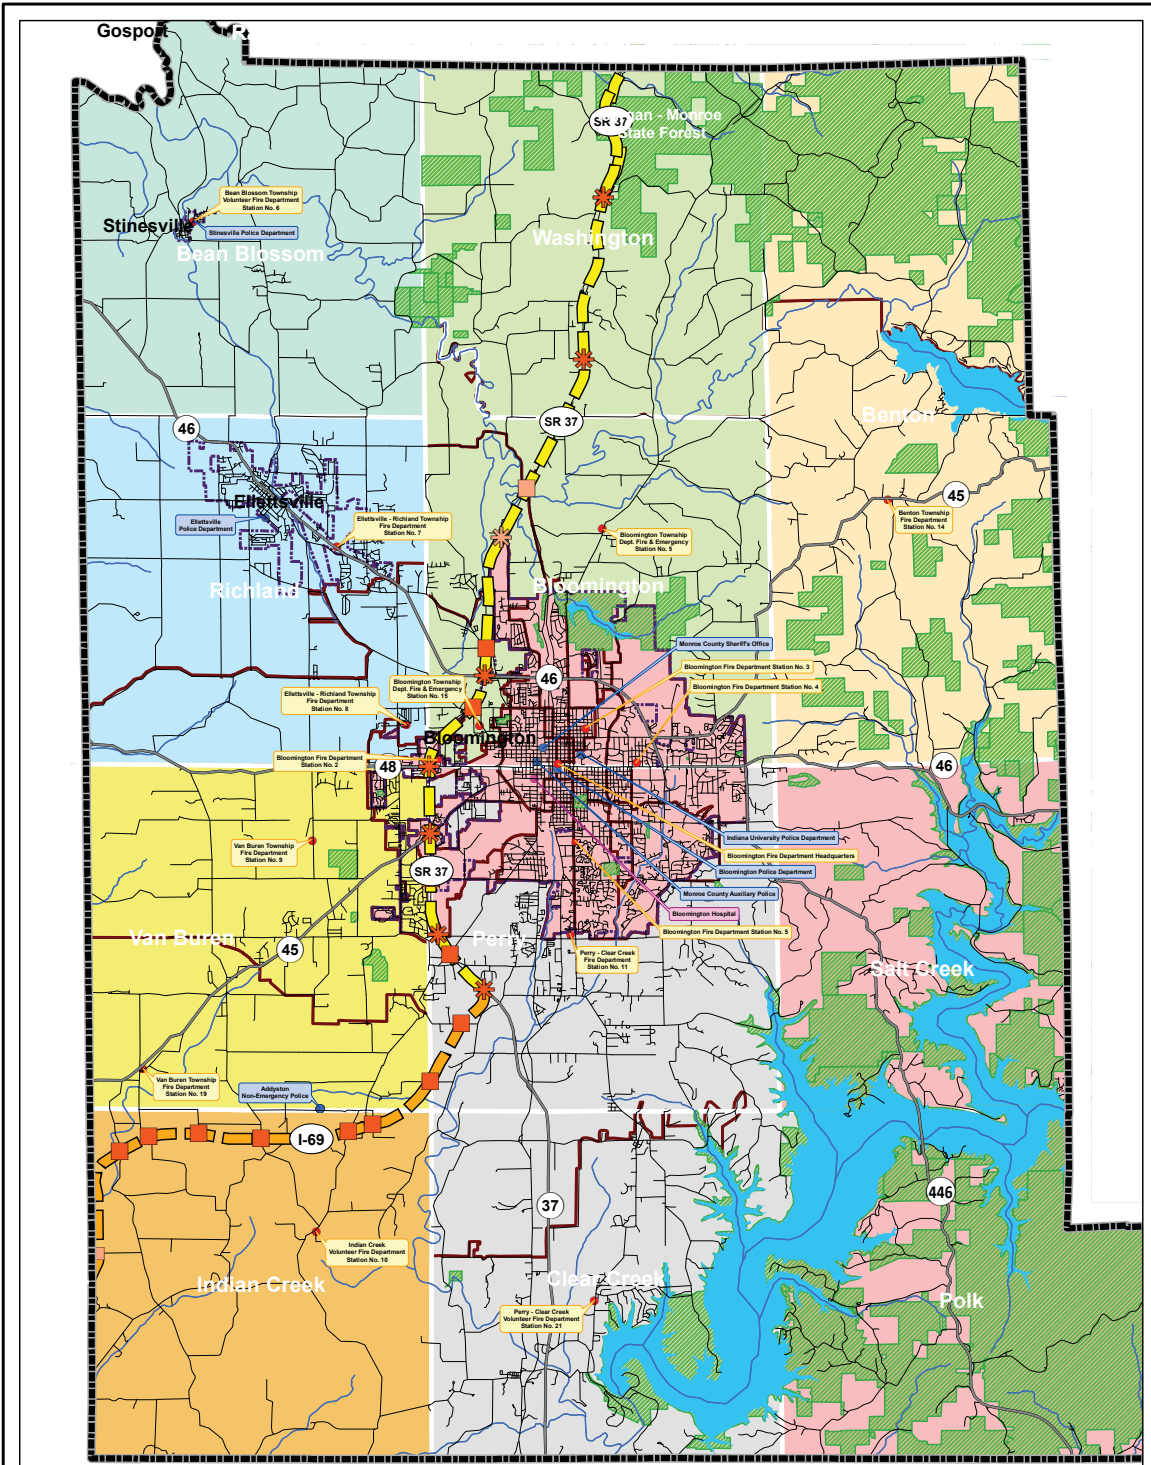 Gosport
R
SR 37
gan - Monroe
State Forest
Bean Blossom Township
Volunteer Fire Department
Station No. 6
Stinesville
Stinesville Police Department
Bean Blossom
Washington
Benton
46
SR 37
Ellettsville
45
Ellettsville
Police Department
Ellettsville - Richland Township
Fire Department
Station No. 7
Benton Township
Fire Department
Station No. 14
Bloomington Township
Dept. Fire & Emergency
Station No. 5
Richland
Bloomington
Monroe County Sheriff's Office
Bloomington Fire Department Station No. 3
46
Bloomington Township
Dept. Fire & Emergency
Station No. 15
Bloomington Fire Department Station No. 4
Ellettsville - Richland Township
Fire Department
Station No. 8
Bloomington
Bloomington Fire Department
Station No. 2
48
46
Van Buren Township
Fire Department
Station No. 9
Indiana University Police Department
Bloomington Fire Department Headquarters
SR 37
Bloomington Police Department
Monroe County Auxiliary Police
Bloomington Hospital
Bloomington Fire Department Station No. 5
Van Buren
45
Perry
Perry - Clear Creek
Fire Department
Station No. 11
Salt Creek
Van Buren Township
Fire Department
Station No. 19
Addyston
Non-Emergency Police
I-69
37
446
Indian Creek
Volunteer Fire Department
Station No. 10
Indian Creek
Clear Creek
Polk
Perry - Clear Creek
Volunteer Fire Department
Station No. 21